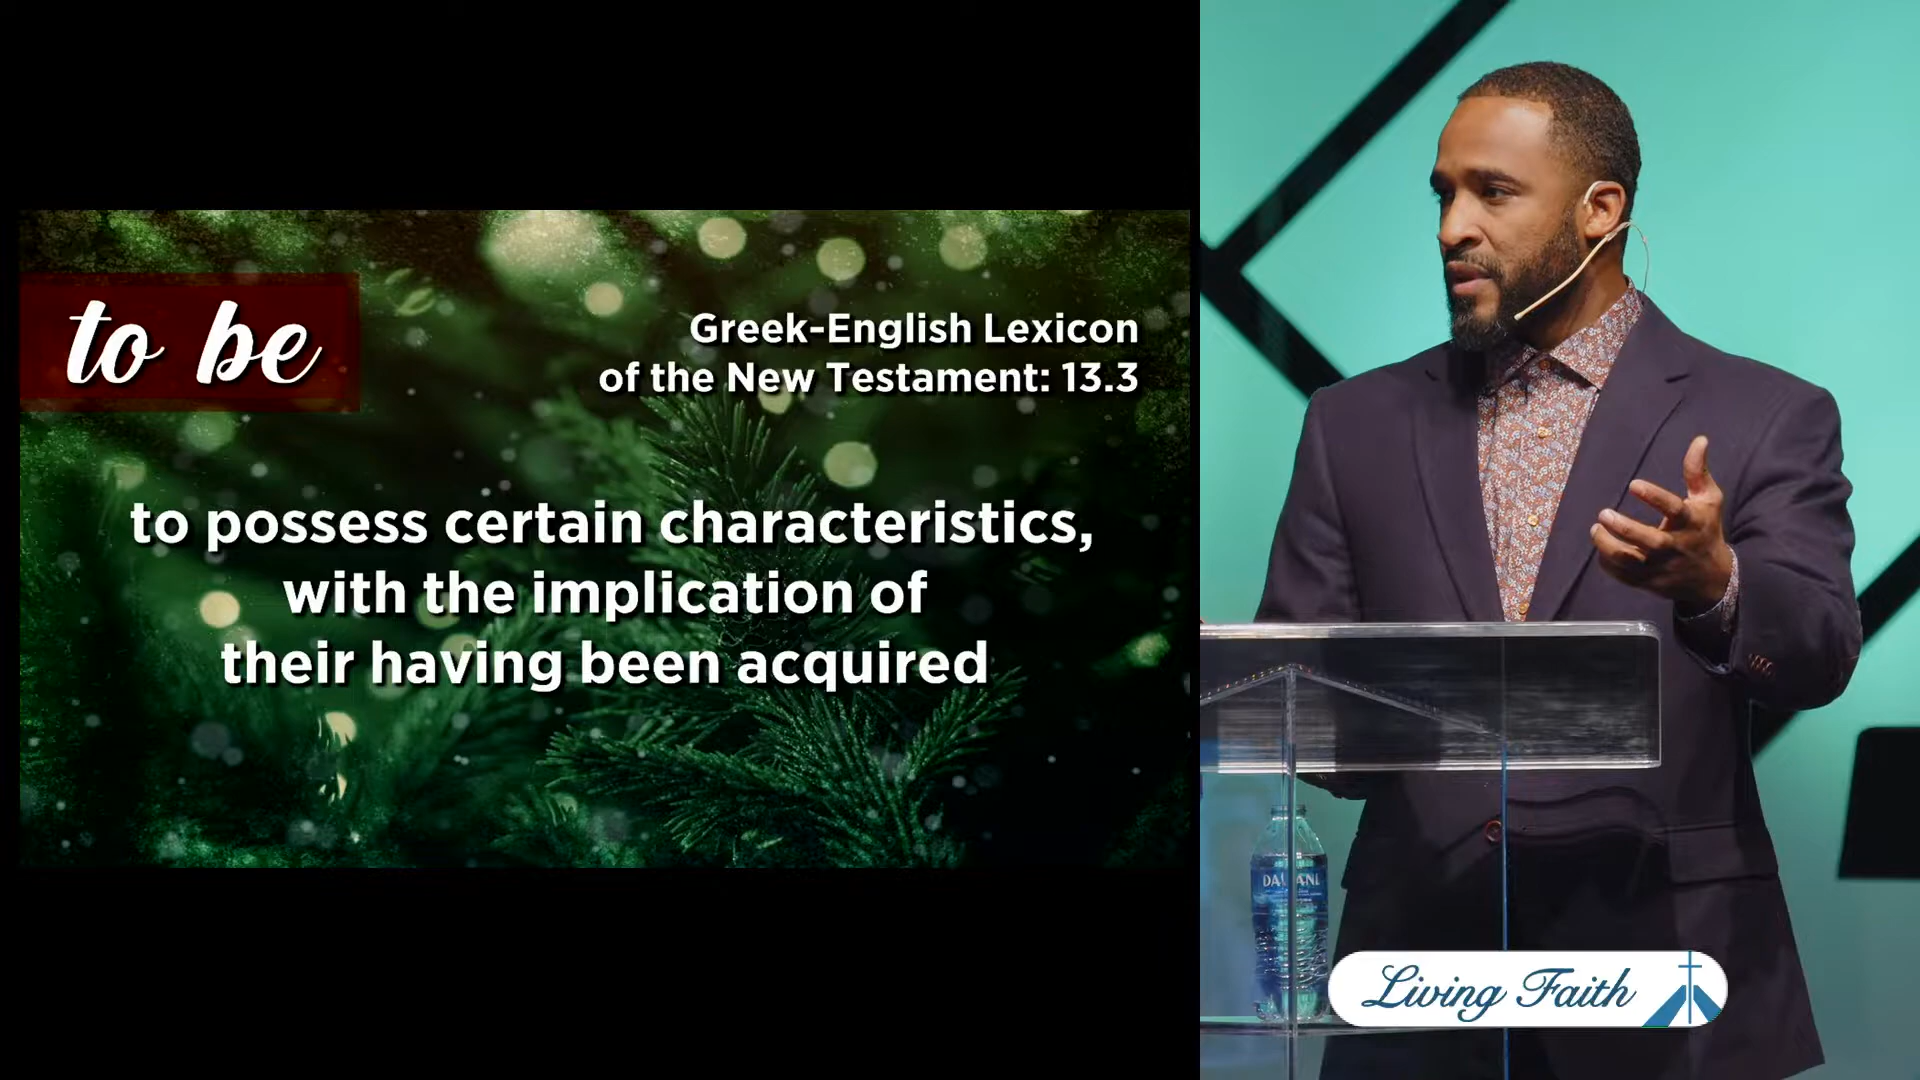 to be
Greek-English Lexicon
of the New Testament: 13.3
to possess certain characteristics,
with the implication of
their having been acquired
DASANI
Living Faith